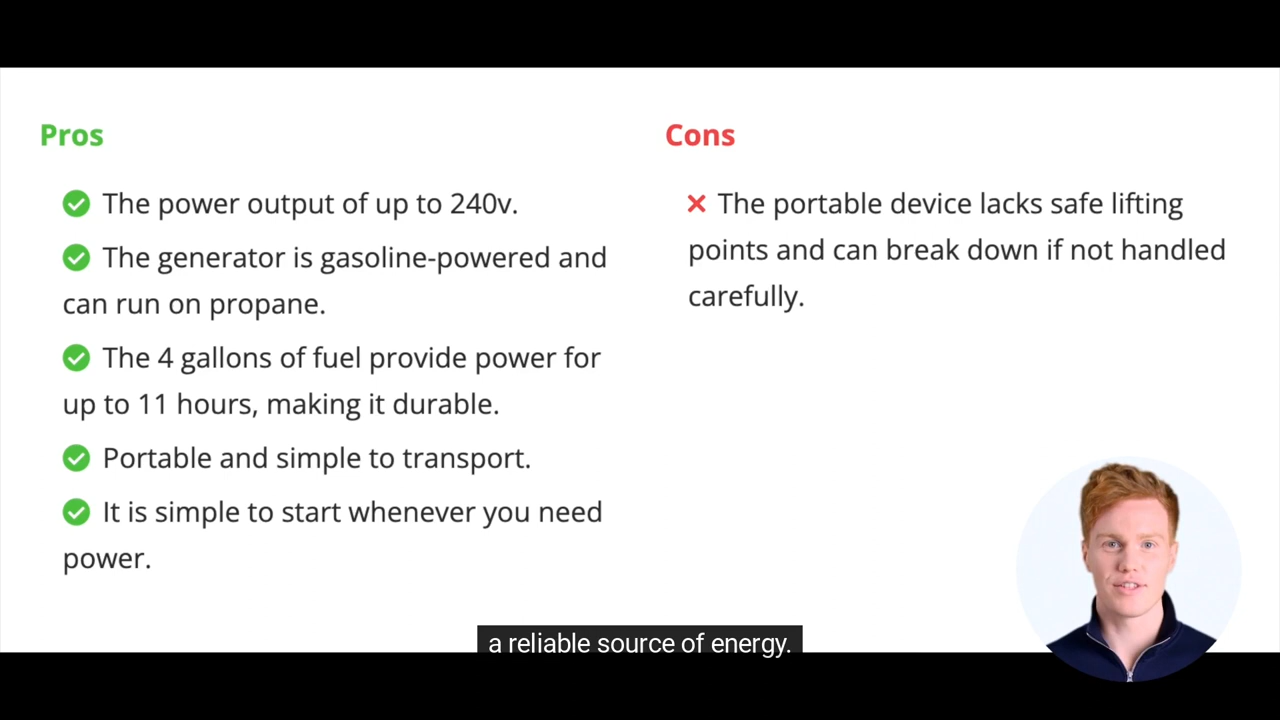 Pros
The power output of up to 240v.
The generator is gasoline-powered and
can run on propane.
The 4 gallons of fuel provide power for
up to 11 hours, making it durable.
Portable and simple to transport.
It is simple to start whenever you need
power.
Cons
The portable device lacks safe lifting
points and can break down if not handled
carefully.
a reliable source of energy.